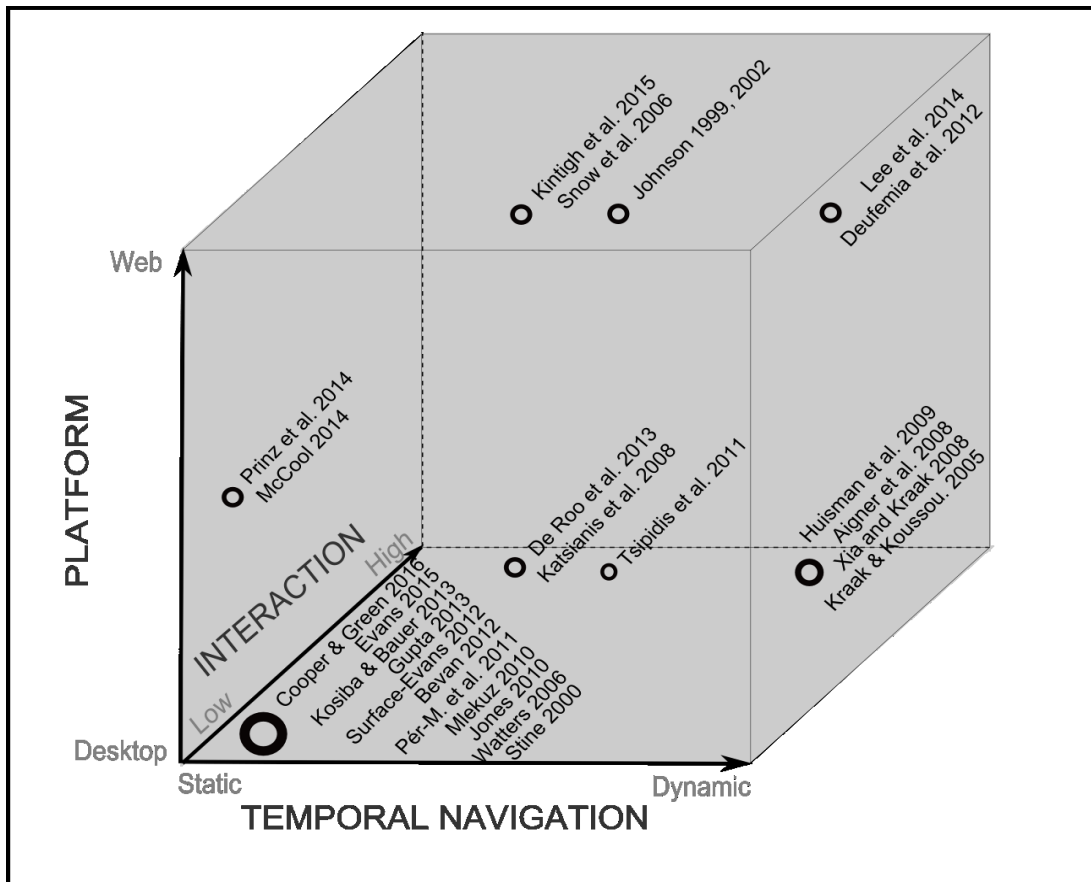 Kintigh et al. 2015
Snow et al. 2006
Johnson 1999, 2002
Lee et al. 2014
Deufemia et al. 2012
Web
PLATFORM
Prinz et al. 2014
McCool 2014
De Roo et al. 2013
Katsianis et al. 2008
Tsipidis et al. 2011
Huisman et al. 2009
Aigner et al. 2008
Xia and Kraak 2008
Kraak & Koussou. 2005
INTERACTION
High
Low
Cooper & Green 2016
Evans 2015
Kosiba & Bauer 2013
Gupta 2013
Surface-Evans 2012
Bevan 2012
Pér-M. et al. 2011
Mlekuz 2010
Jones 2010
Watters 2006
Stine 2000
Desktop
Static
Dynamic
TEMPORAL NAVIGATION